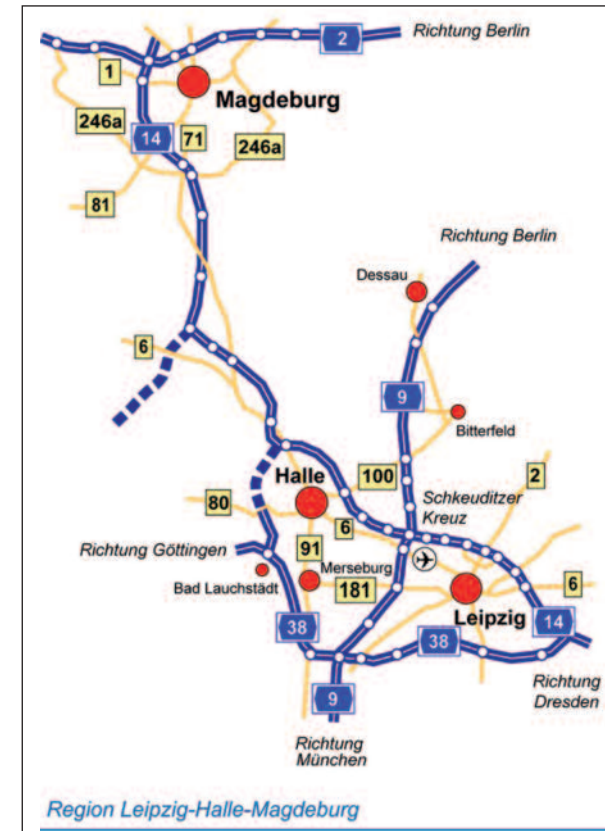 2
Richtung Berlin
1
Magdeburg
246a
14
71
246a
81
Richtung Berlin
Dessau
6
9
Bitterfeld
Halle
100
2
Schkeuditzer
Kreuz
80
6
Richtung Göttingen
91
Merseburg
Bad Lauchstädt
181
6
Leipzig
14
38
38
Richtung
Dresden
9
Richtung
München
Region Leipzig-Halle-Magdeburg